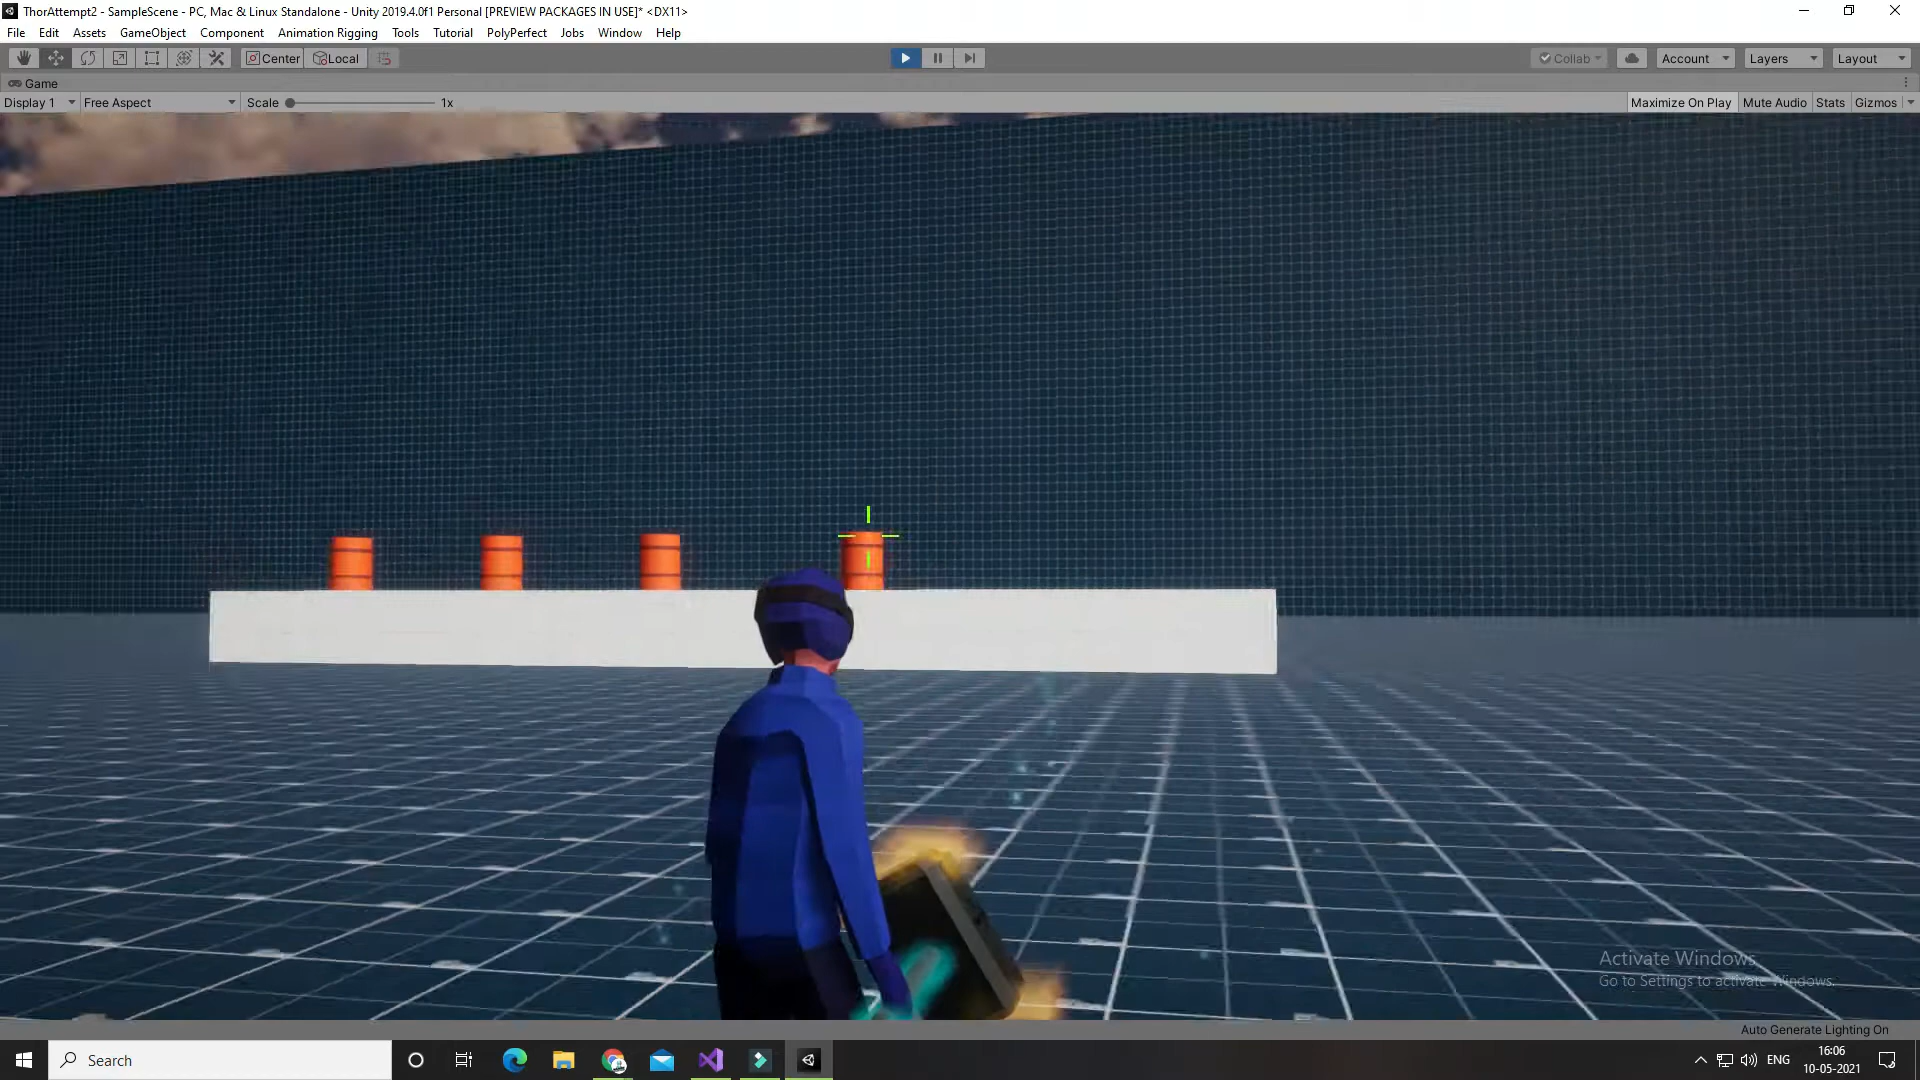 ThorAttempt2 - SampleScene - PC, Mac & Linux Standalone - Unity 2019.4.0f1 Personal [PREVIEW PACKAGES IN USE]* <DX11>
File Edit Assets GameObject Component Animation Rigging Tools Tutorial PolyPerfect Jobs Window Help
Center Local Collab Account Layers Layout
Game
Display 1 Free Aspect Scale 1x Maximize On Play Mute Audio Stats Gizmos
Activate Windows
Go to Settings to activate Windows.
Auto Generate Lighting On
Search
ENG
16:06
10-05-2021